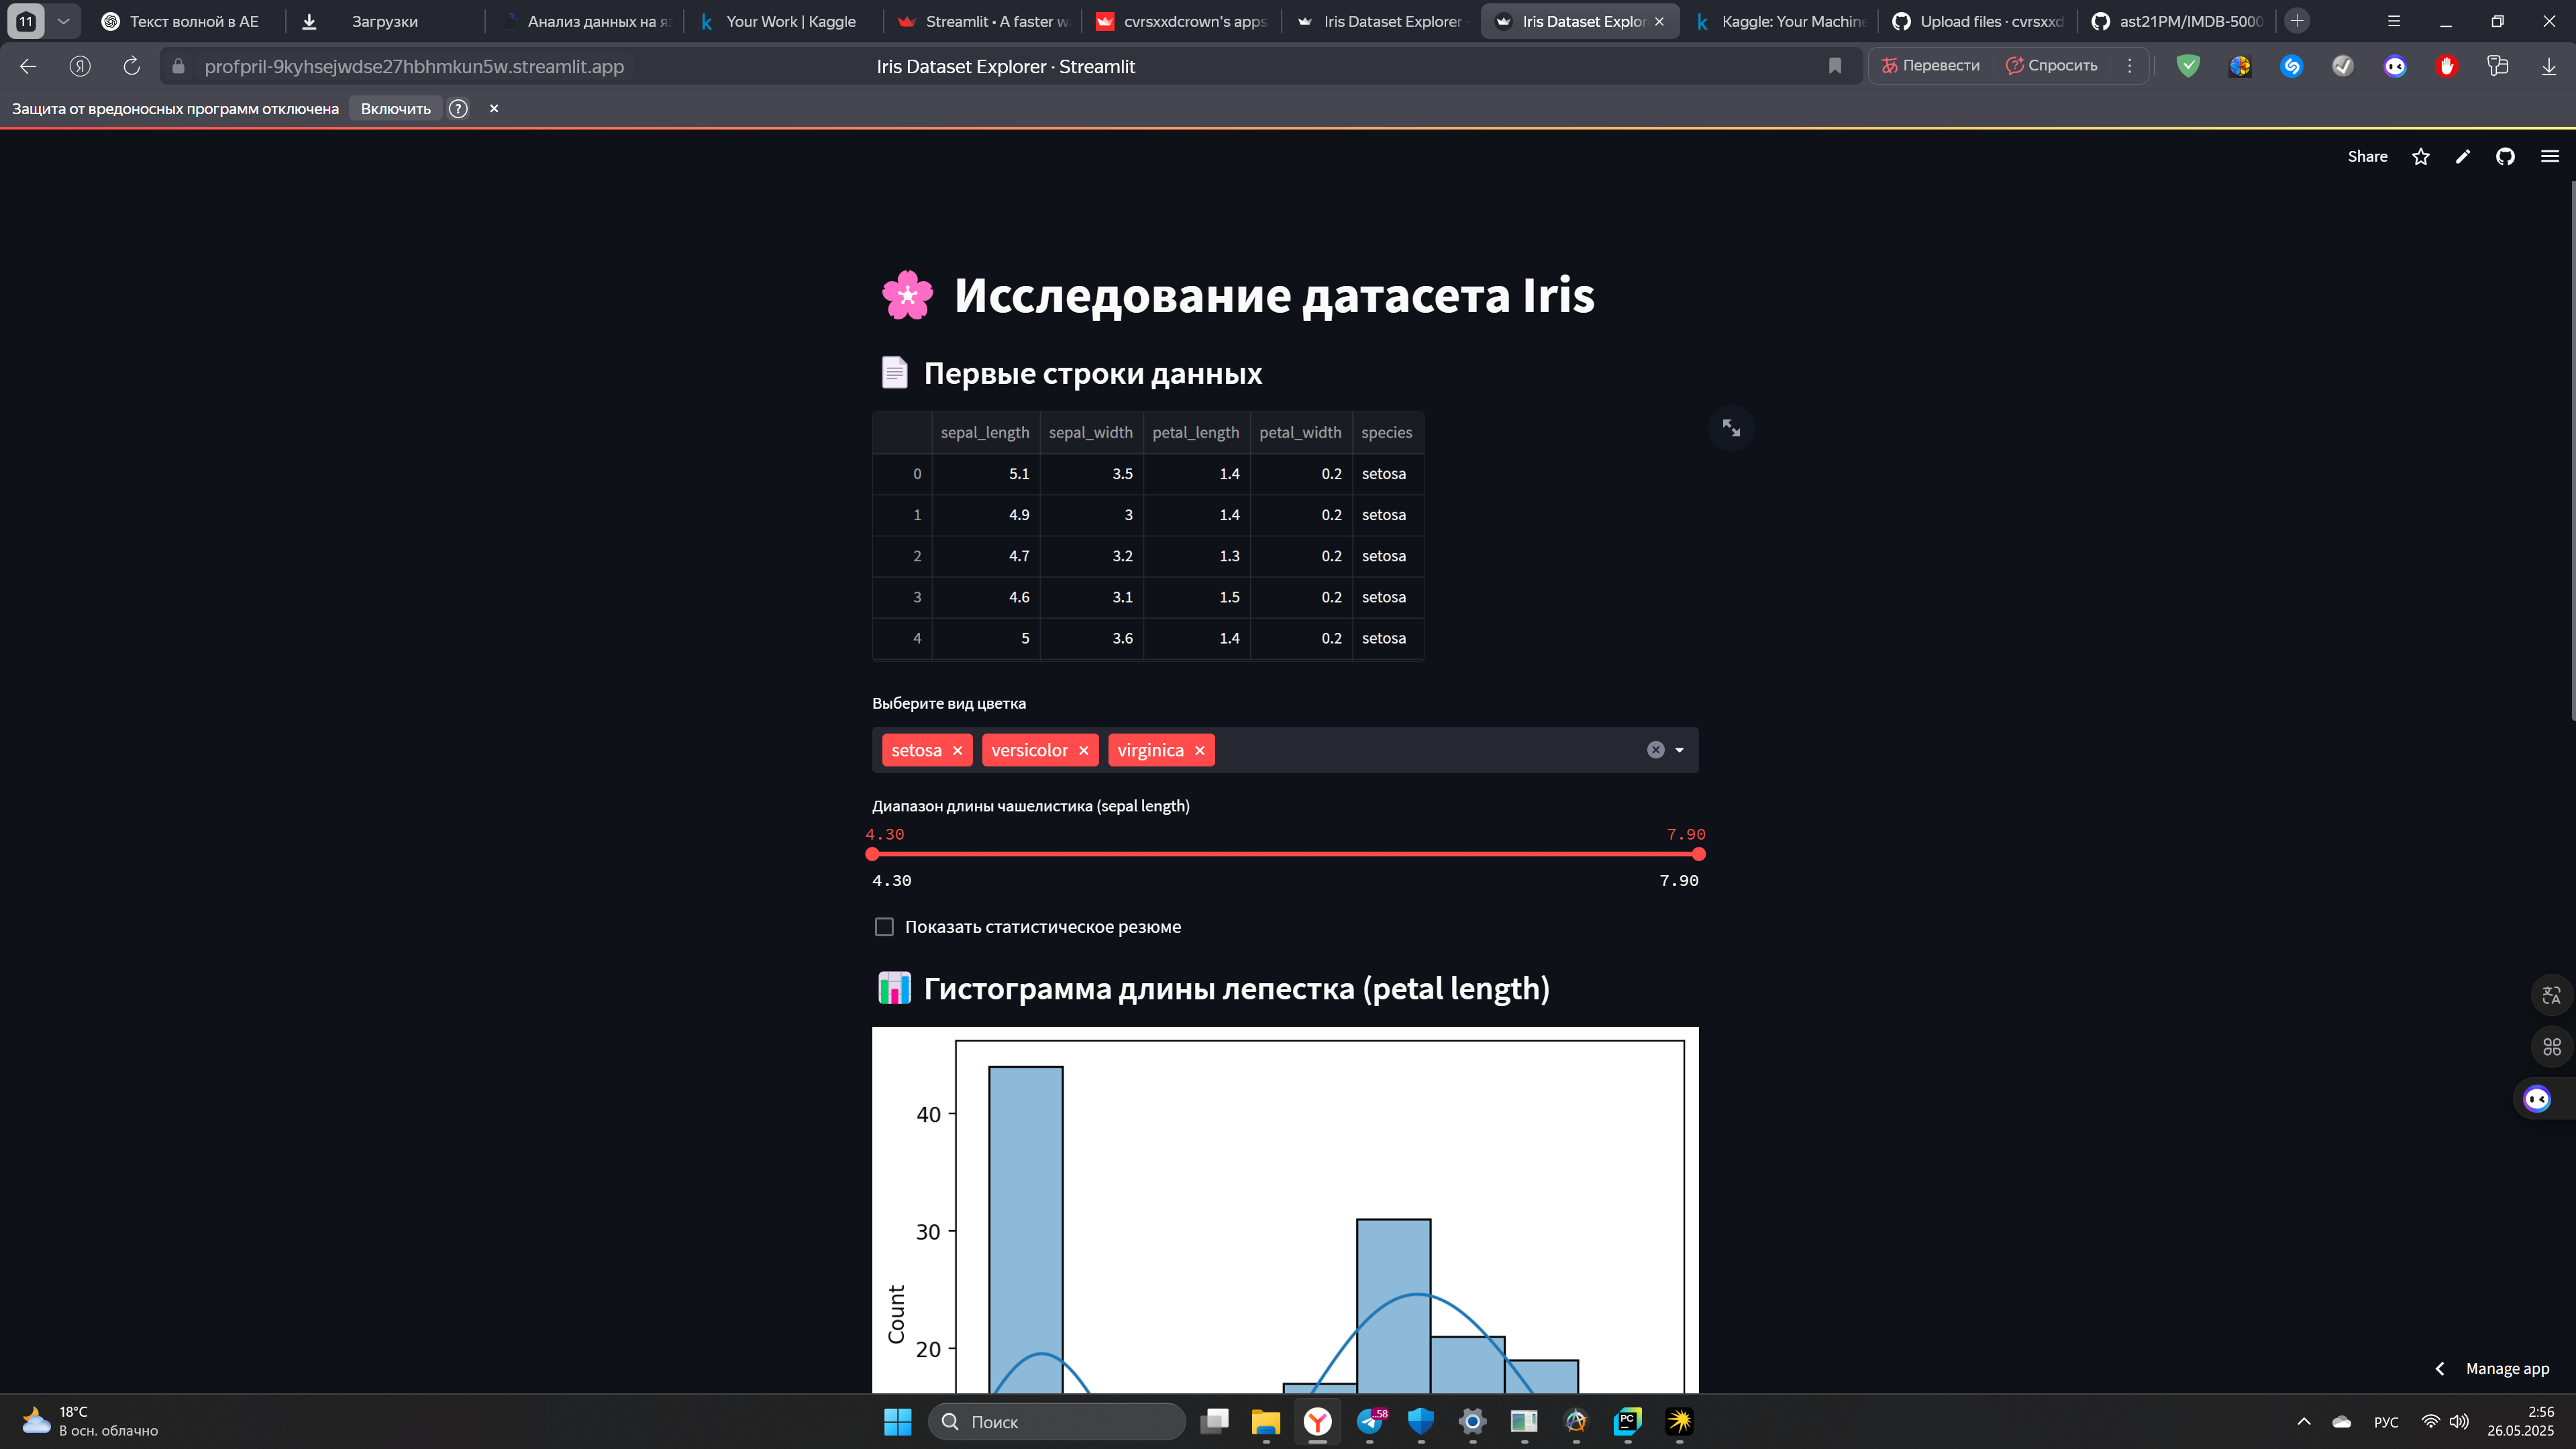 11
Текст волной в AE
Загрузки
Анализ данных на яз
Your Work | Kaggle
Streamlit • A faster w
cvrsxxdcrown's apps
Iris Dataset Explorer
Iris Dataset Explor
Kaggle: Your Machine
Upload files · cvrsxxd
ast21PM/IMDB-5000
profpril-9kyhsejwdse27hbhmkun5w.streamlit.app
Iris Dataset Explorer · Streamlit
Перевести
Спросить
Защита от вредоносных программ отключена
Включить
Share
Исследование датасета Iris
Первые строки данных
sepal_length sepal_width petal_length petal_width species
0 5.1 3.5 1.4 0.2 setosa
1 4.9 3 1.4 0.2 setosa
2 4.7 3.2 1.3 0.2 setosa
3 4.6 3.1 1.5 0.2 setosa
4 5 3.6 1.4 0.2 setosa
Выберите вид цветка
setosa versicolor virginica
Диапазон длины чашелистика (sepal length)
4.30 7.90
4.30 7.90
Показать статистическое резюме
Гистограмма длины лепестка (petal length)
40
30
20
Count
Manage app
18°C
В осн. облачно
Поиск
58
PC
РУС
2:56
26.05.2025